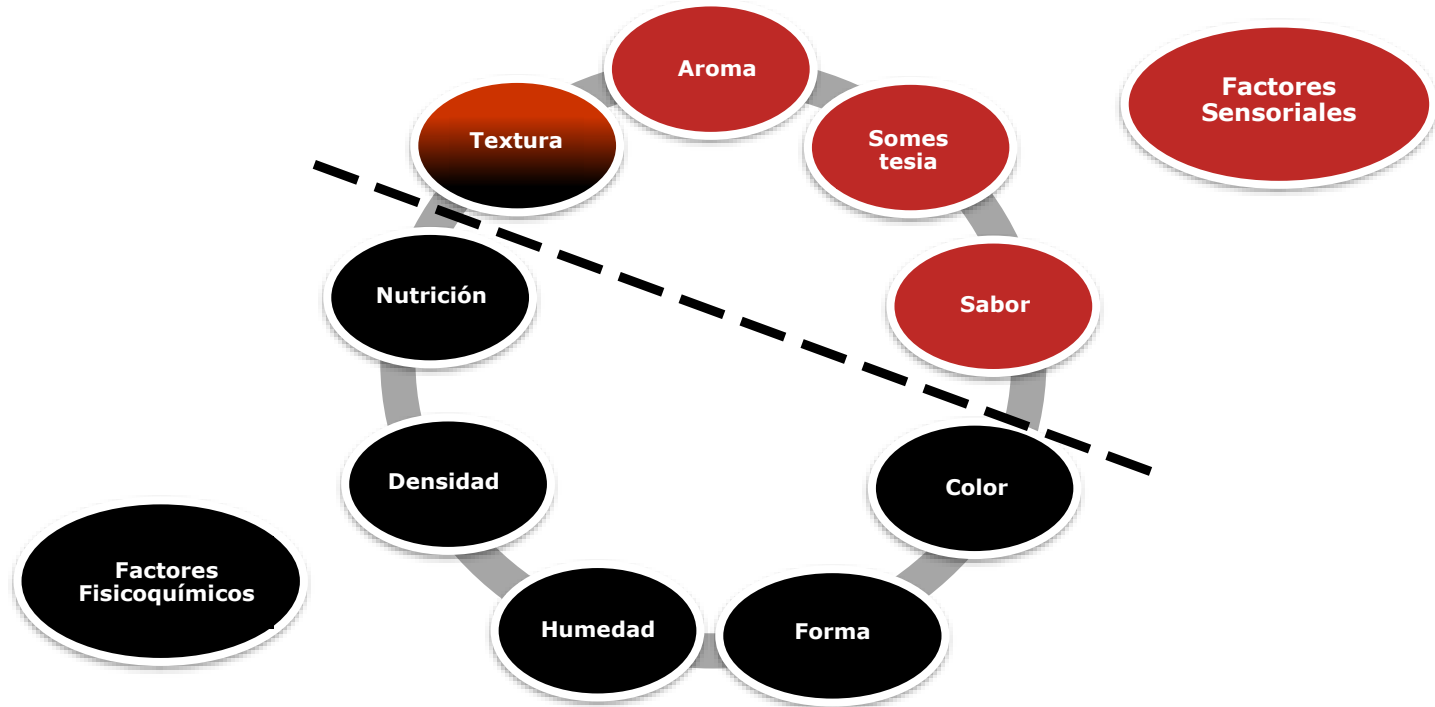 Aroma
Factores
Sensoriales
Textura
Somes
tesia
Nutrición
Sabor
Densidad
Color
Factores
Fisicoquímicos
Humedad
Forma